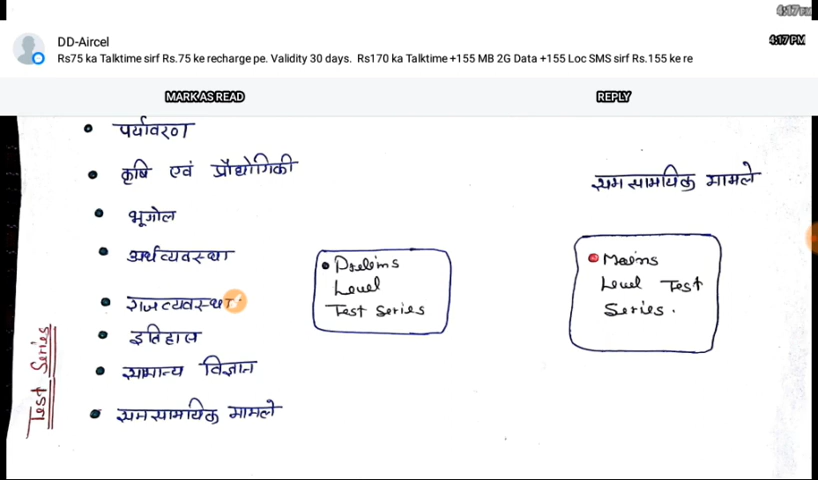 4:17 PM
DD-Aircel
4:17 PM
Rs75 ka Talktime sirf Rs.75 ke recharge pe. Validity 30 days. Rs170 ka Talktime +155 MB 2G Data +155 Loc SMS sirf Rs.155 ke re
MARK AS READ REPLY
• पर्यावरण
• कृषि एवं प्रौद्योगिकी
समसामयिक मामले
• भूगोल
• अर्थव्यवस्था
• राजव्यवस्था
• इतिहास
• सामान्य विज्ञान
• समसामयिक मामले
• Prelims
Level
Test Series
• Mains
Level Test
Series.
Test Series